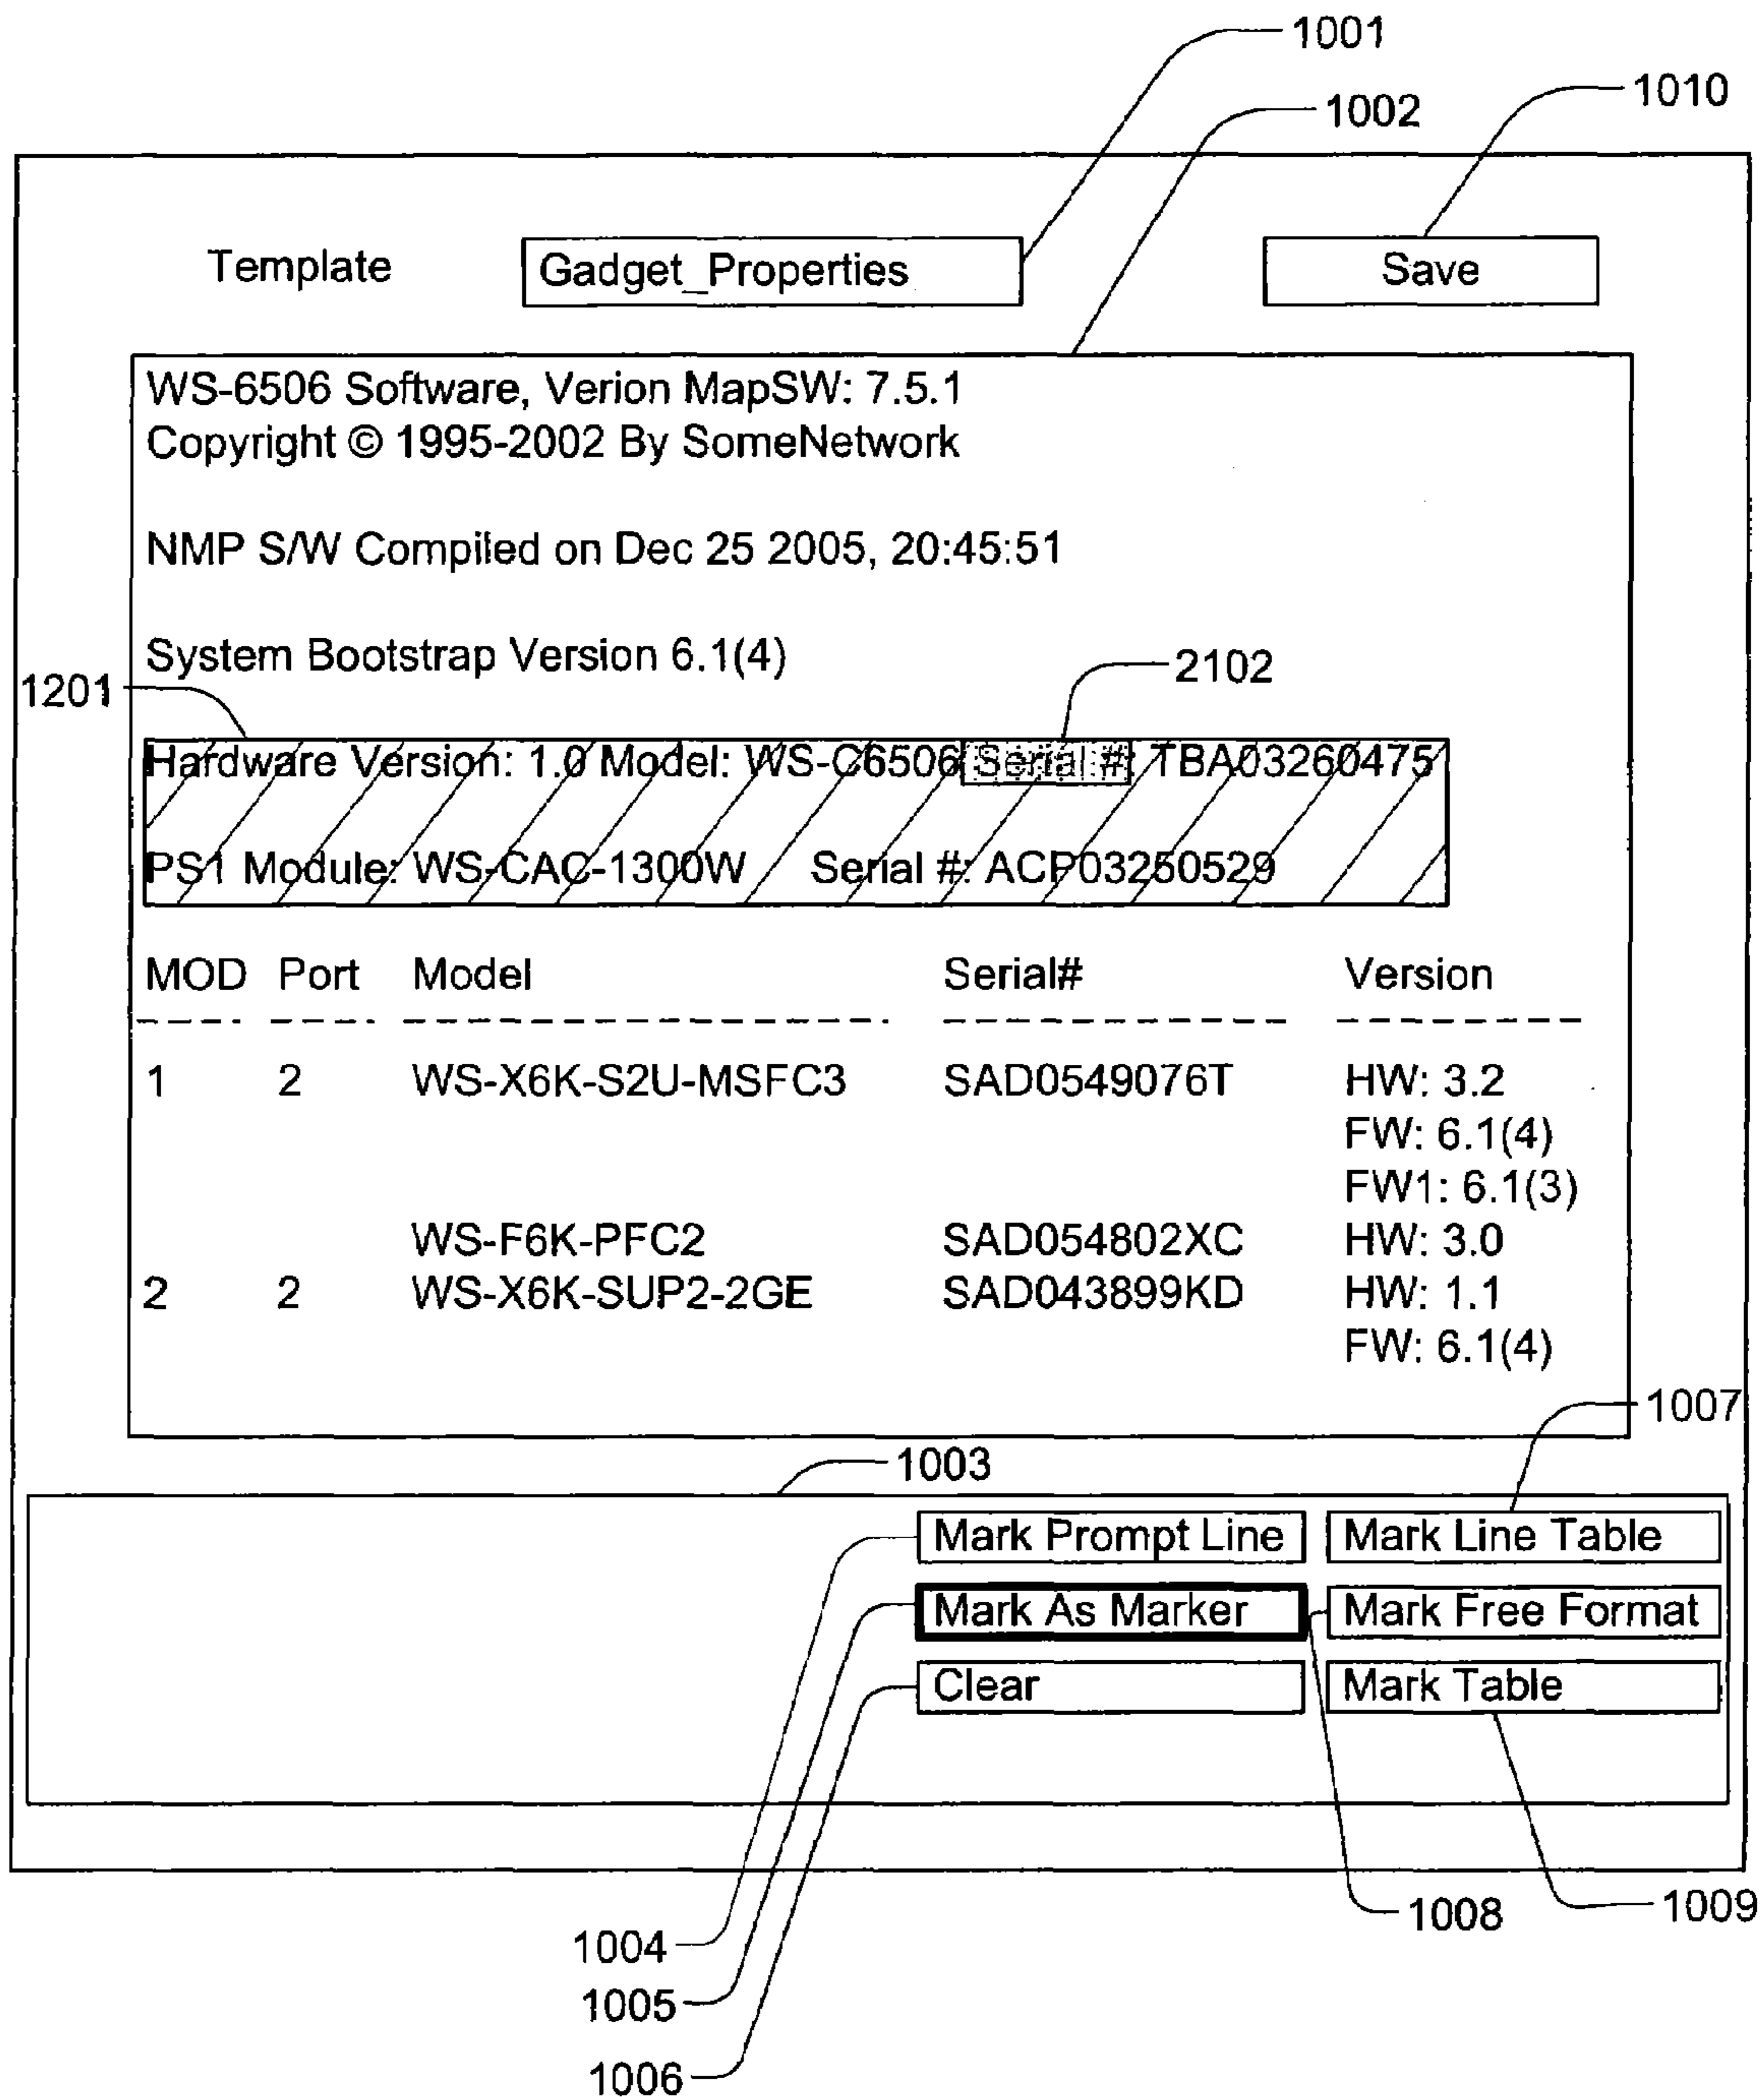 1001
1010
1002
Template Gadget_Properties Save
WS-6506 Software, Verion MapSW: 7.5.1
Copyright © 1995-2002 By SomeNetwork
NMP S/W Compiled on Dec 25 2005, 20:45:51
System Bootstrap Version 6.1(4)
2102
1201
Hardware Version: 1.0 Model: WS-C6506 Serial #: TBA03260475
PS1 Module: WS-CAC-1300W Serial #: ACP03250529
MOD Port Model Serial# Version
1 2 WS-X6K-S2U-MSFC3 SAD0549076T HW: 3.2
FW: 6.1(4)
FW1: 6.1(3)
WS-F6K-PFC2 SAD054802XC HW: 3.0
2 2 WS-X6K-SUP2-2GE SAD043899KD HW: 1.1
FW: 6.1(4)
1007
1003
Mark Prompt Line Mark Line Table
Mark As Marker Mark Free Format
Clear Mark Table
1009
1008
1004
1005
1006